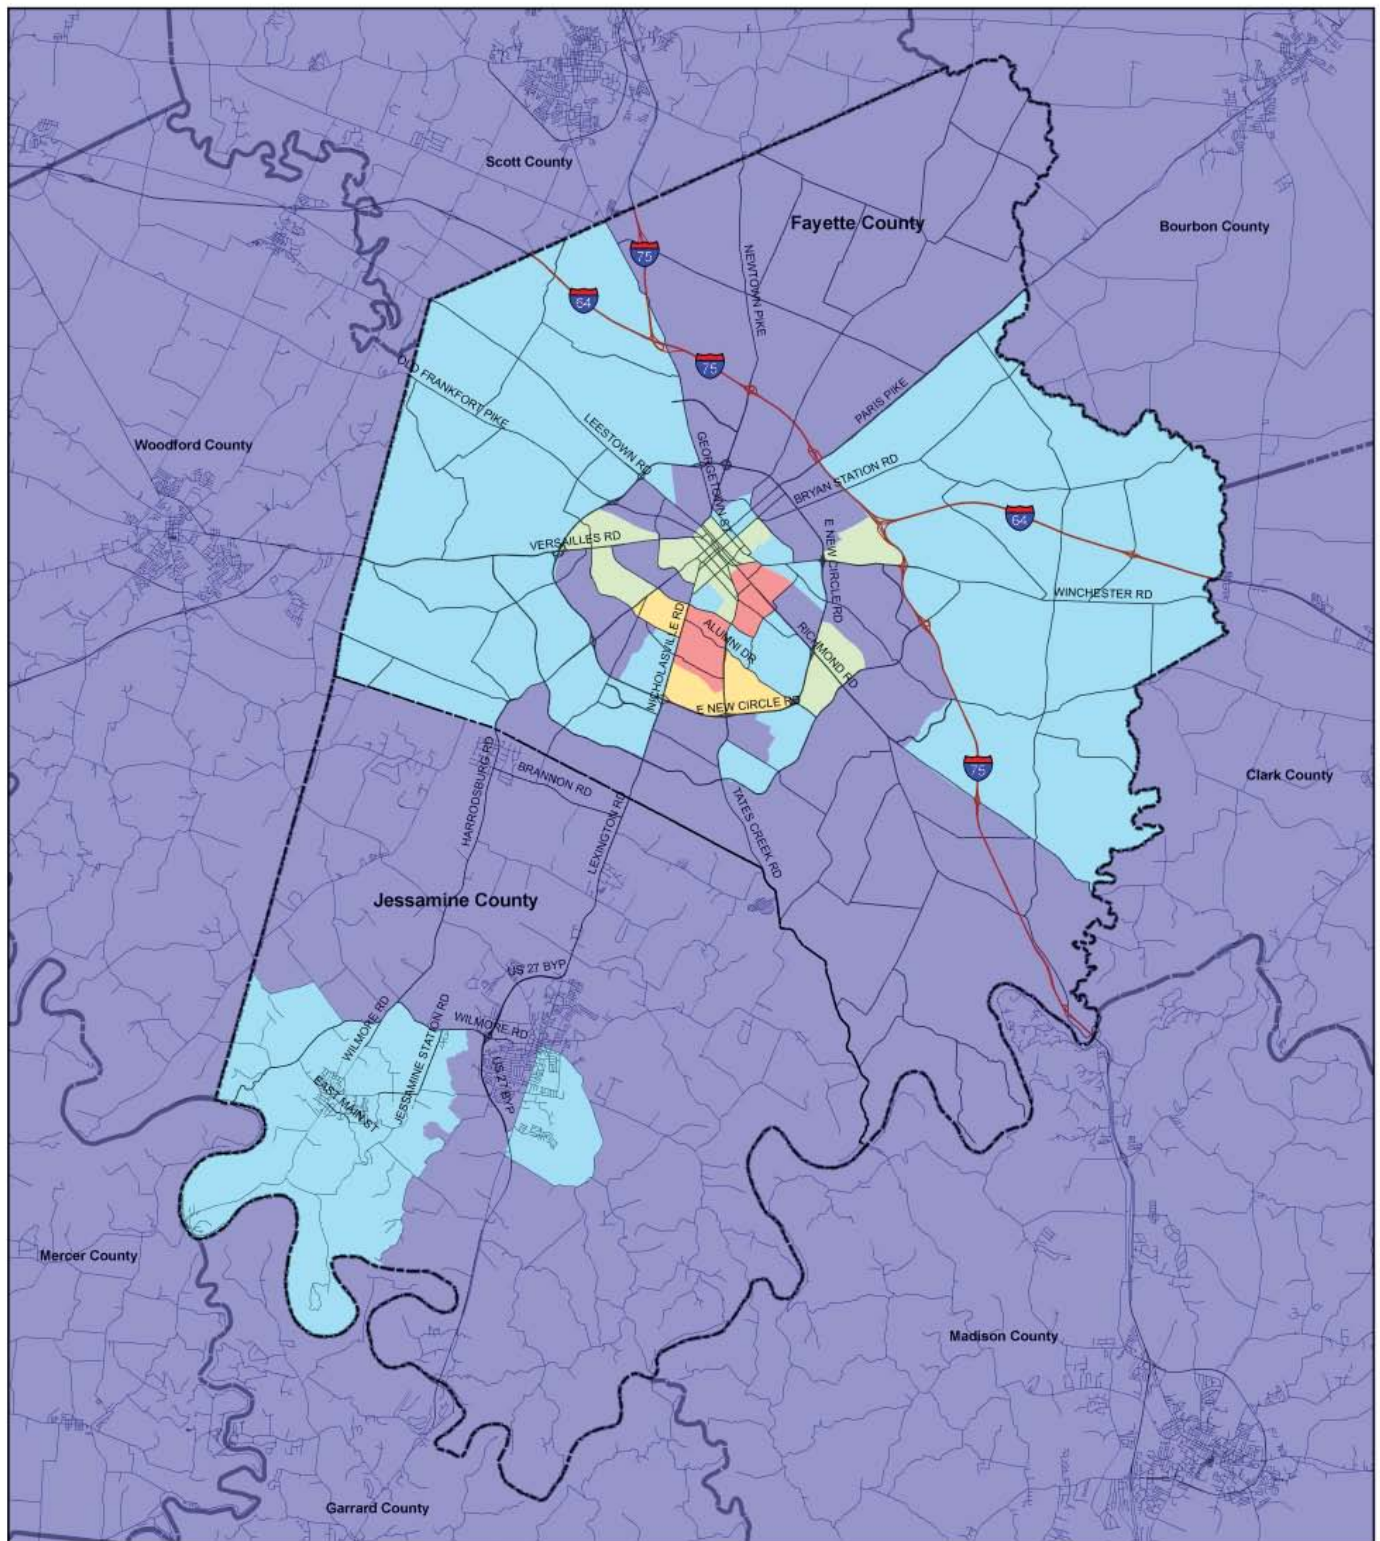 Scott County
Fayette County
Bourbon County
75
NEWTOWN PIKE
64
75
OLD FRANKFORT PIKE
PARIS PIKE
LEESTOWN RD
Woodford County
GEORGETOWN ST
BRYAN STATION RD
64
VERSAILLES RD
E NEW CIRCLE RD
WINCHESTER RD
NICHOLASVILLE RD
ALUMNI DR
RICHMOND RD
E NEW CIRCLE RD
75
HARRODSBURG RD
BRANNON RD
Clark County
LEXINGTON RD
TATES CREEK RD
Jessamine County
US 27 BYP
WILMORE RD
JESSAMINE STATION RD
WILMORE RD
EAST MAIN ST
US 27 BYP
Mercer County
Madison County
Garrard County